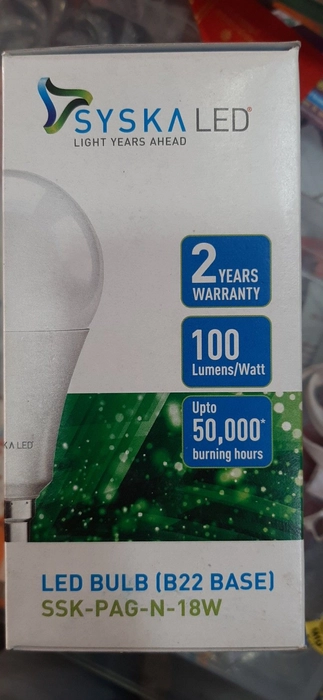 SYSKA LED
LIGHT YEARS AHEAD
2 YEARS
WARRANTY
100
Lumens/Watt
Upto
50,000*
burning hours
KA LED
LED BULB (B22 BASE)
SSK-PAG-N-18W